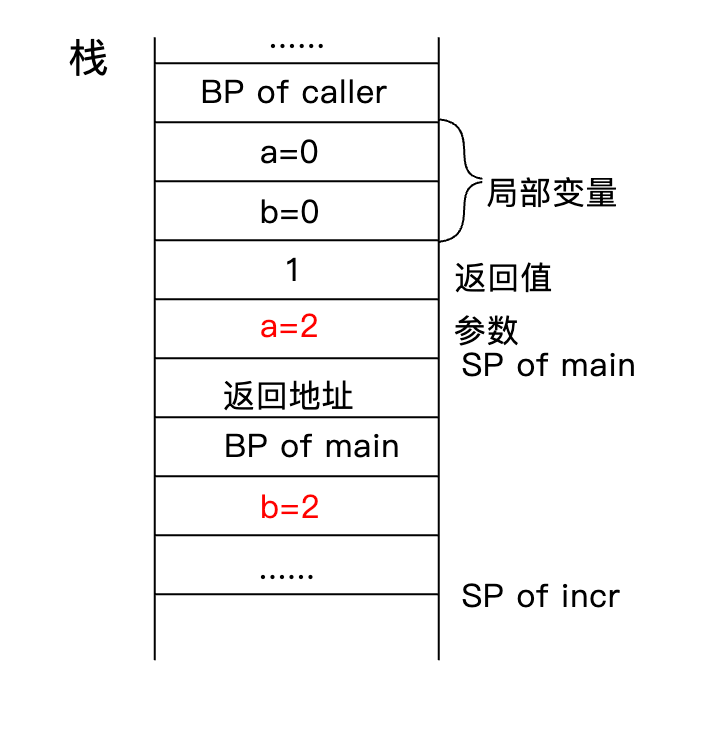 栈
......
BP of caller
a=0
b=0
局部变量
1
返回值
a=2
参数
SP of main
返回地址
BP of main
b=2
......
SP of incr